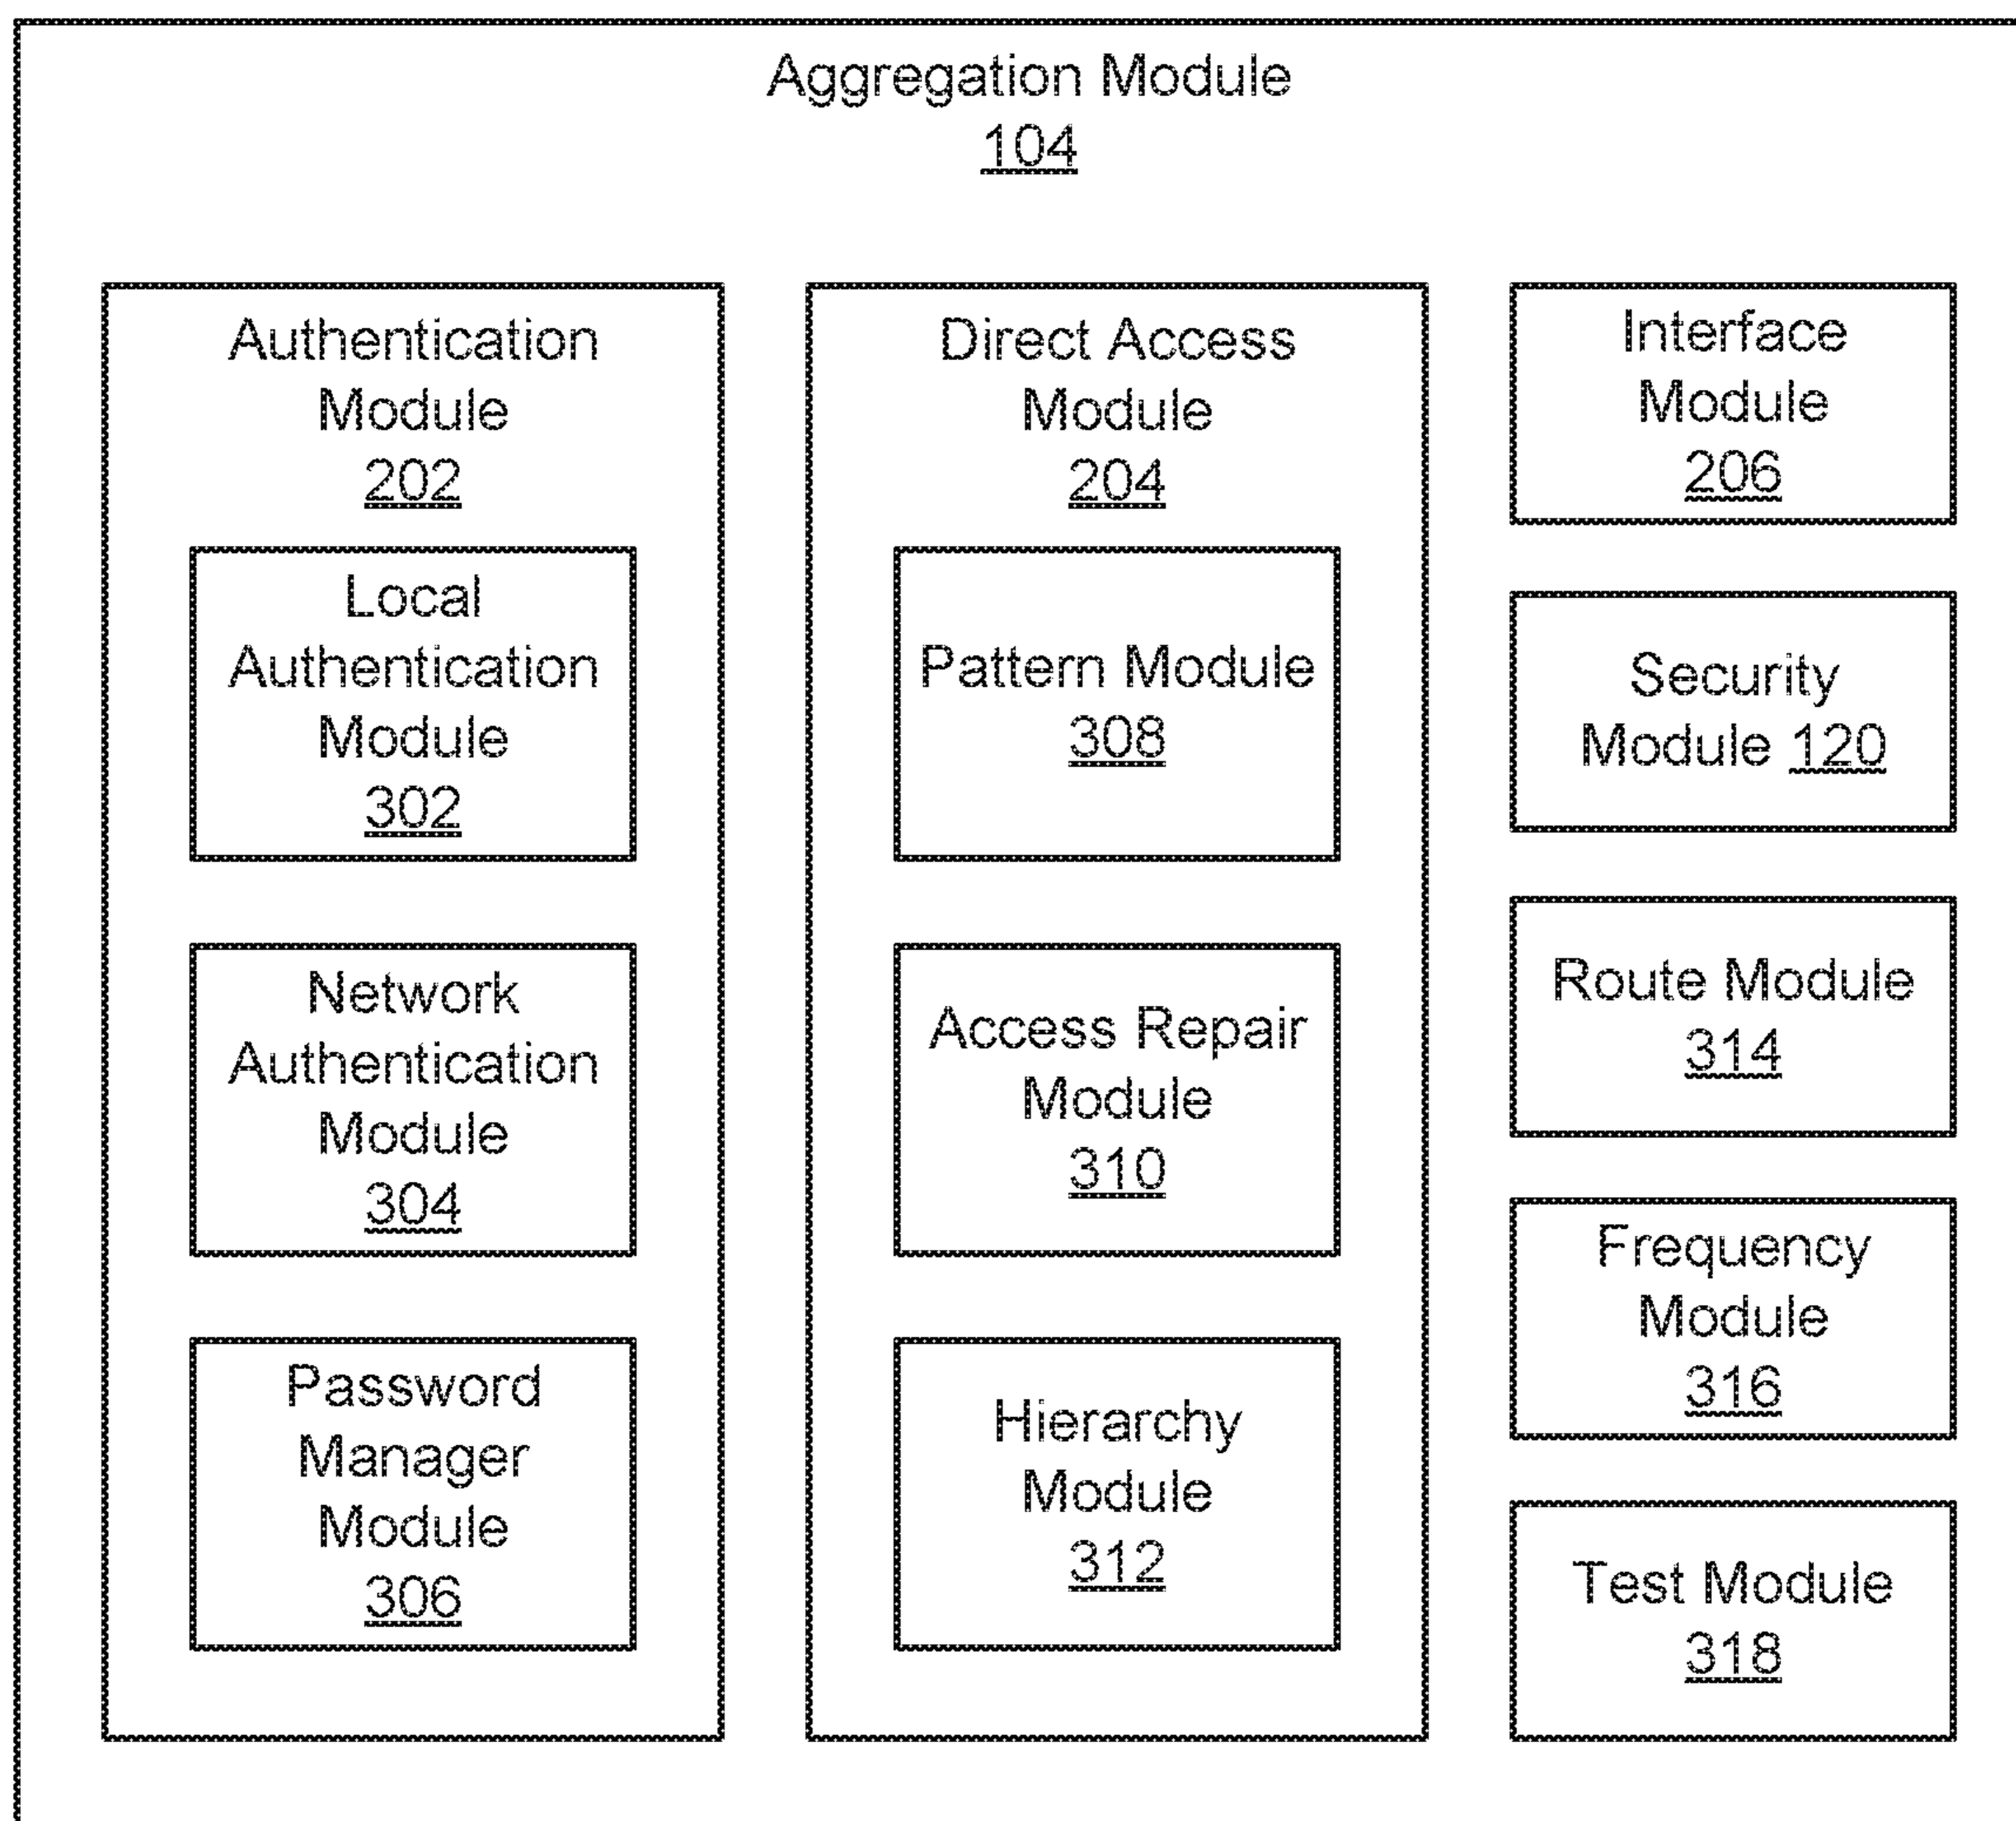 Aggregation Module
104
Authentication
Module
202
Local
Authentication
Module
302
Network
Authentication
Module
304
Password
Manager
Module
306
Direct Access
Module
204
Pattern Module
308
Access Repair
Module
310
Hierarchy
Module
312
Interface
Module
206
Security
Module 120
Route Module
314
Frequency
Module
316
Test Module
318